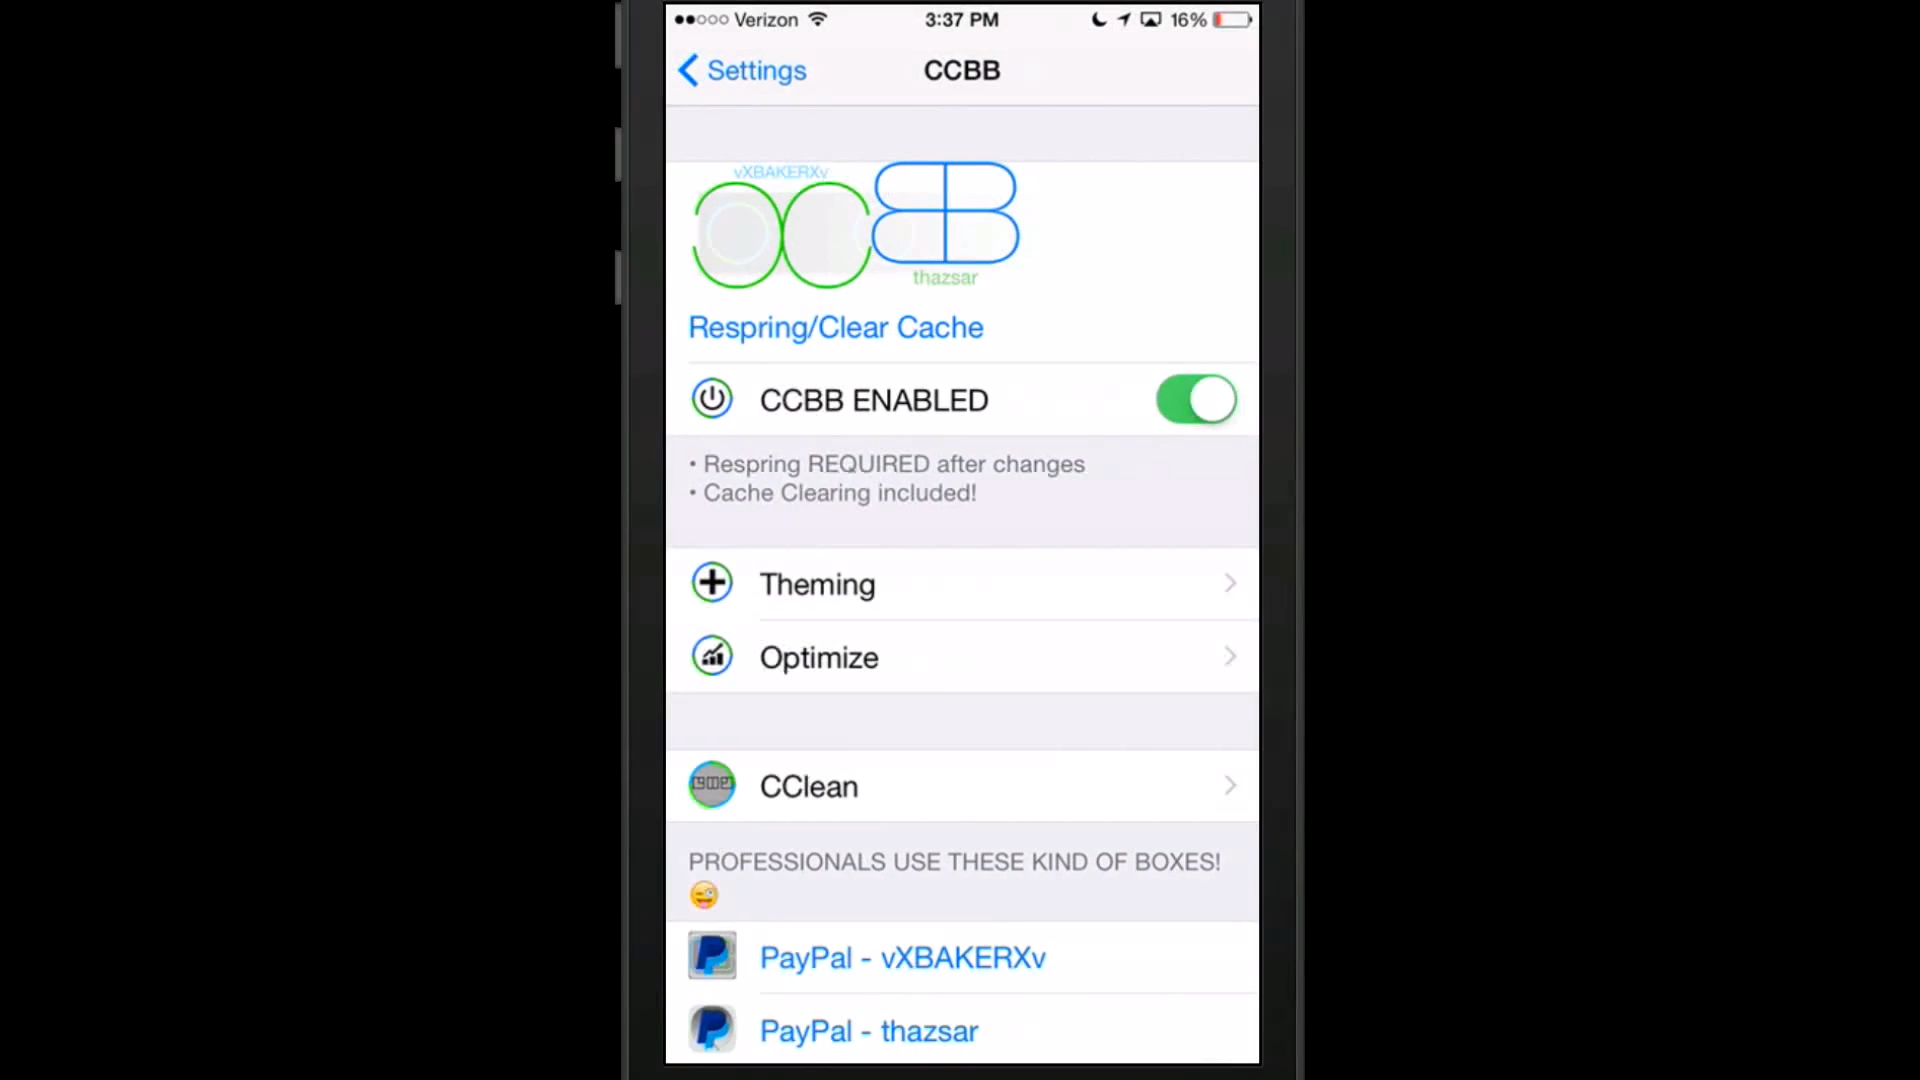 Verizon 3:37 PM 16%
Settings CCBB
vXBAKERXv
thazsar
Respring/Clear Cache
CCBB ENABLED
• Respring REQUIRED after changes
• Cache Clearing included!
Theming
Optimize
CClean
PROFESSIONALS USE THESE KIND OF BOXES!
😜
PayPal - vXBAKERXv
PayPal - thazsar